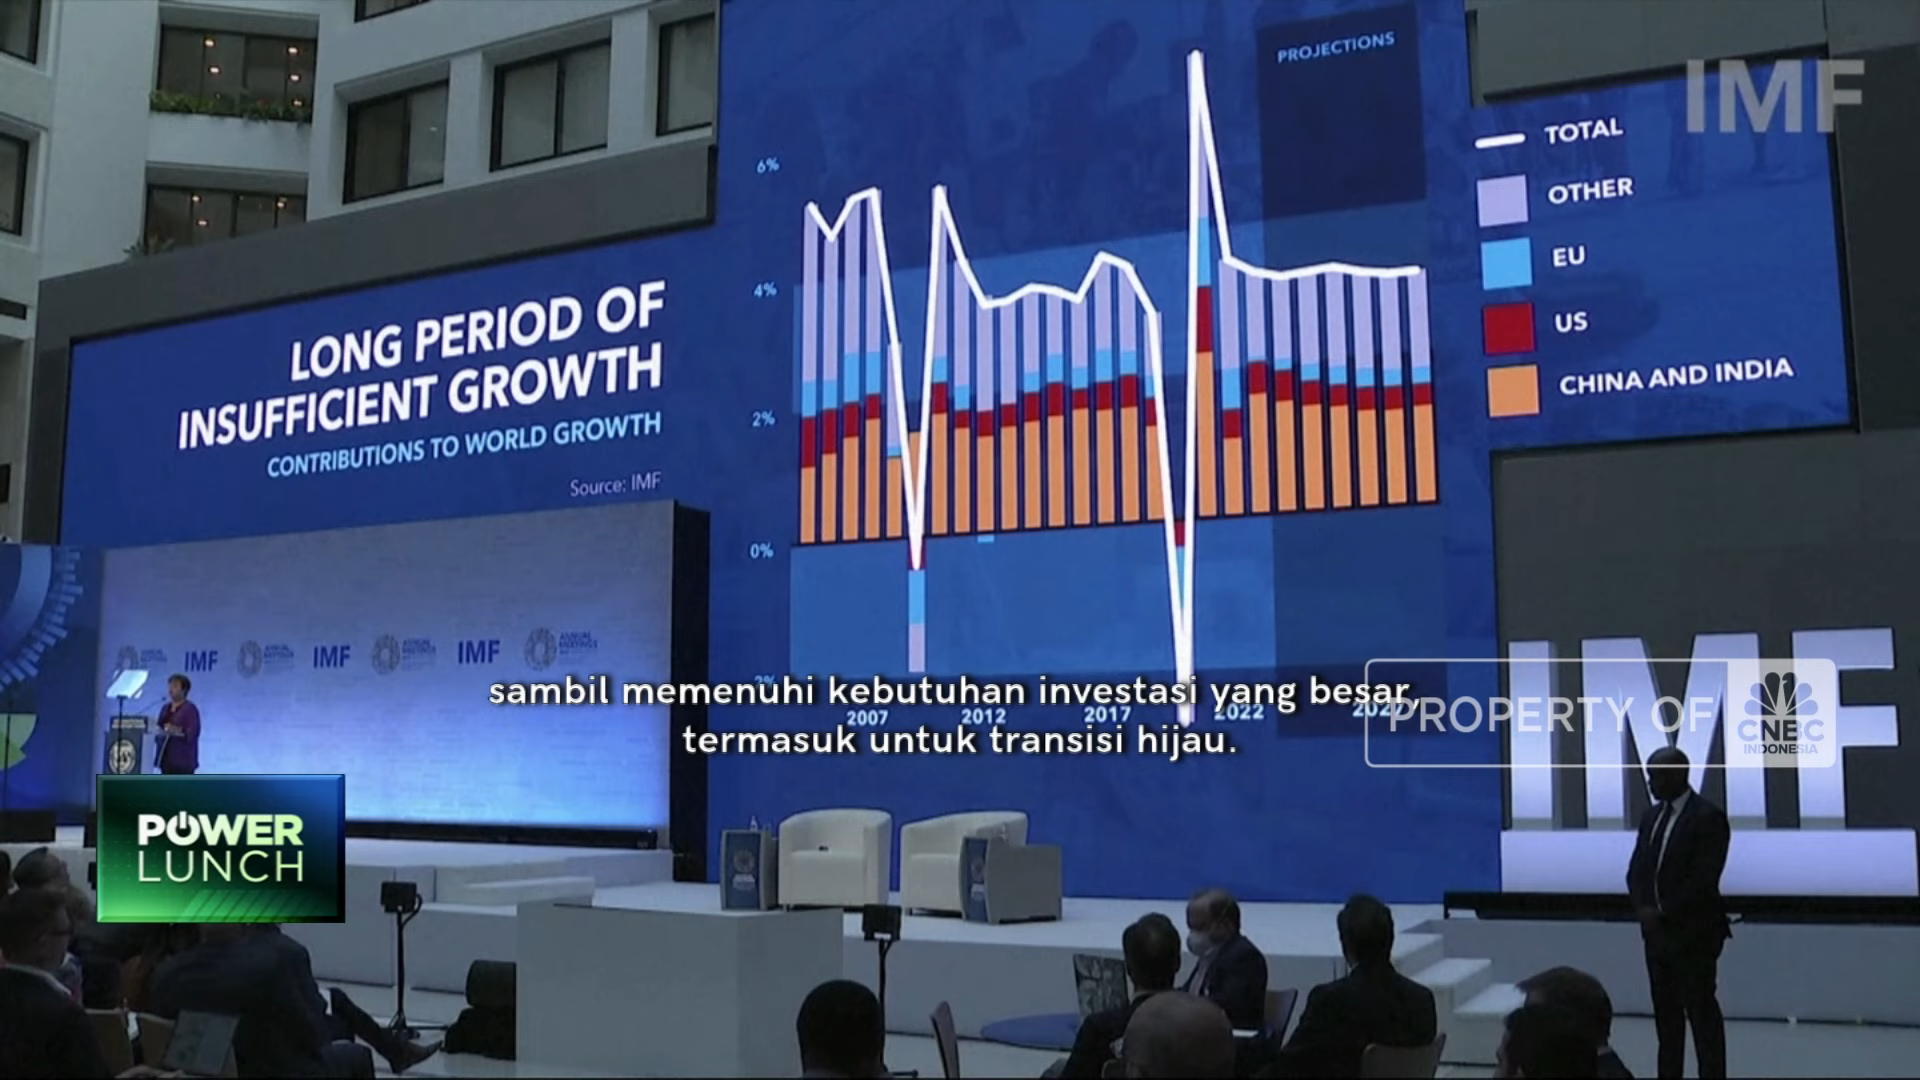 IMF
PROJECTIONS
TOTAL
OTHER
EU
US
CHINA AND INDIA
6%
4%
2%
0%
2007
2012
2017
2022
LONG PERIOD OF
INSUFFICIENT GROWTH
CONTRIBUTIONS TO WORLD GROWTH
Source: IMF
IMF
IMF
IMF
ANNUAL
MEETINGS
IMF
sambil memenuhi kebutuhan investasi yang besar,
termasuk untuk transisi hijau.
PROPERTY OF
CNBC
INDONESIA
POWER
LUNCH